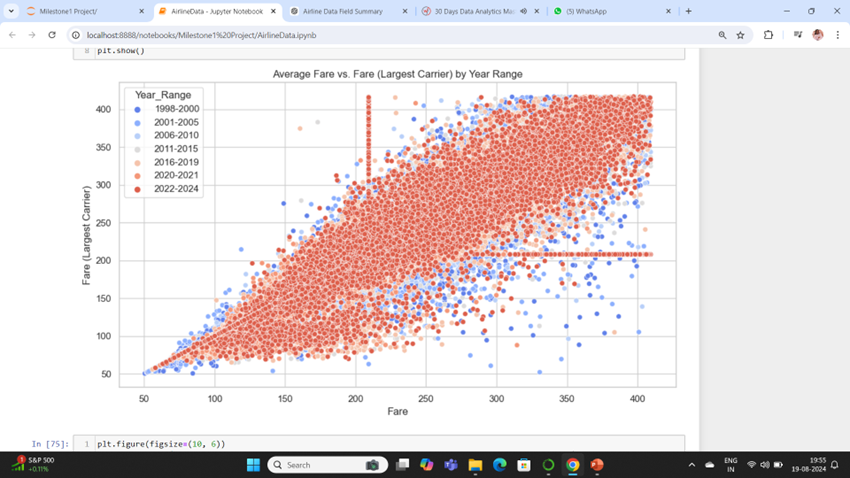 Milestone1 Project/
AirlineData - Jupyter Notebook
Airline Data Field Summary
30 Days Data Analytics Ma
(5) WhatsApp
localhost:8888/notebooks/Milestone1%20Project/AirlineData.ipynb
8 plt.show()
Average Fare vs. Fare (Largest Carrier) by Year Range
Year_Range
1998-2000
2001-2005
2006-2010
2011-2015
2016-2019
2020-2021
2022-2024
400
350
300
250
200
150
100
50
Fare (Largest Carrier)
50 100 150 200 250 300 350 400
Fare
In [75]: 1 plt.figure(figsize=(10, 6))
1
S&P 500
+0.11%
Search
ENG
IN
19:55
19-08-2024